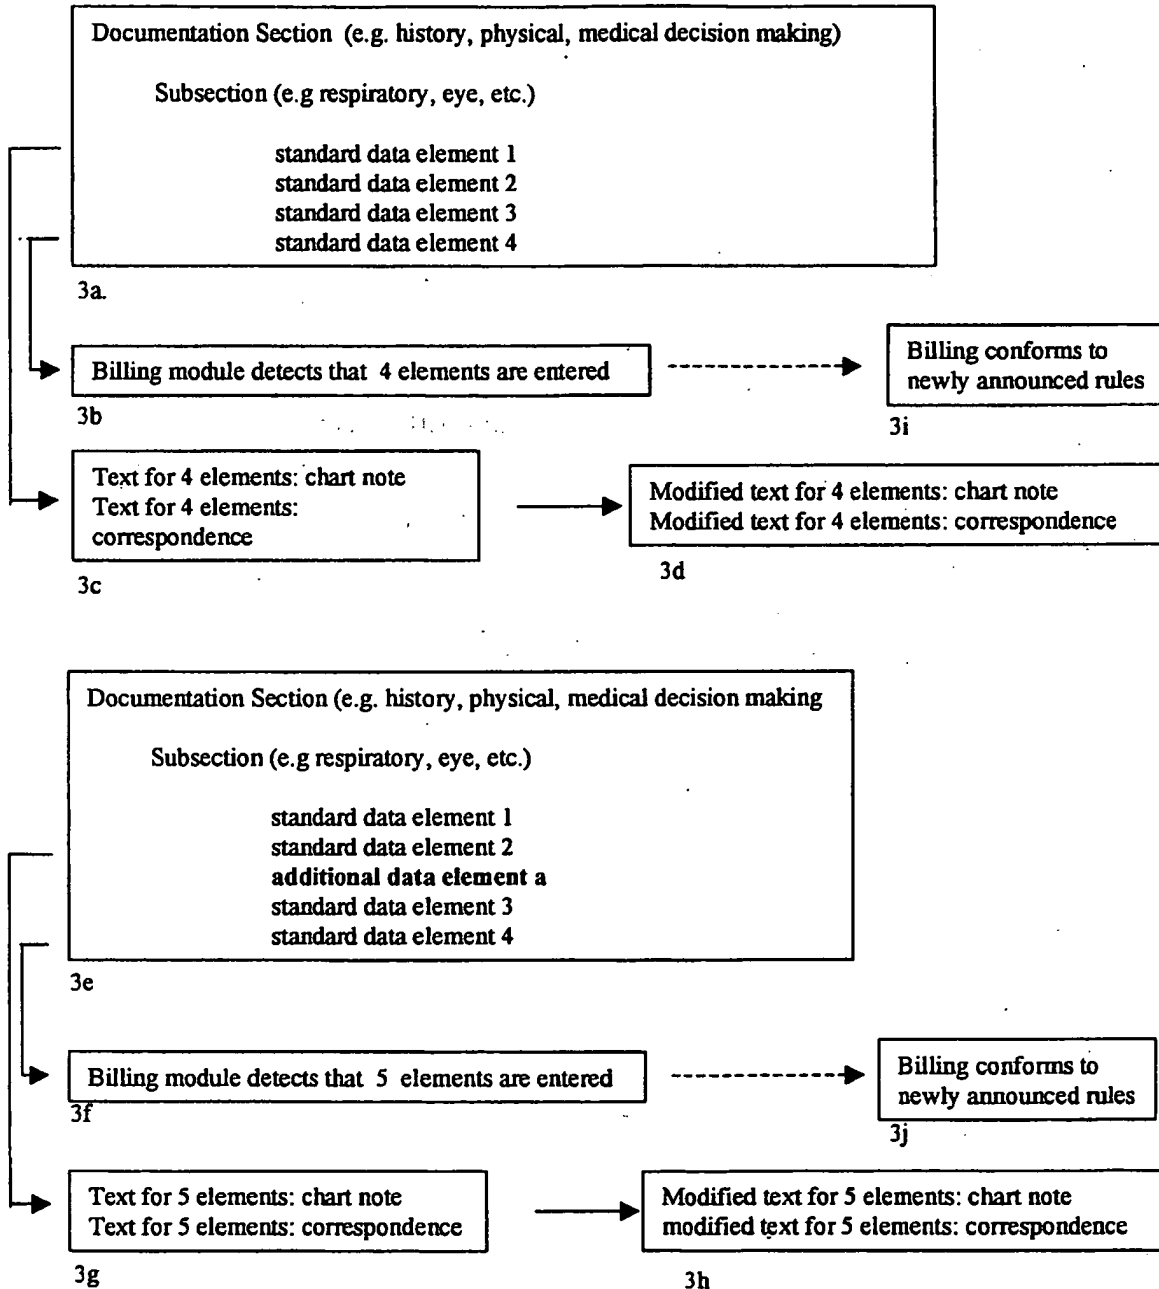 Documentation Section (e.g. history, physical, medical decision making)
Subsection (e.g respiratory, eye, etc.)
standard data element 1
standard data element 2
standard data element 3
standard data element 4
3a.
Billing module detects that 4 elements are entered
3b
Billing conforms to
newly announced rules
3i
Text for 4 elements: chart note
Text for 4 elements:
correspondence
3c
Modified text for 4 elements: chart note
Modified text for 4 elements: correspondence
3d
Documentation Section (e.g. history, physical, medical decision making
Subsection (e.g respiratory, eye, etc.)
standard data element 1
standard data element 2
additional data element a
standard data element 3
standard data element 4
3e
Billing module detects that 5 elements are entered
3f
Billing conforms to
newly announced rules
3j
Text for 5 elements: chart note
Text for 5 elements: correspondence
3g
Modified text for 5 elements: chart note
modified text for 5 elements: correspondence
3h